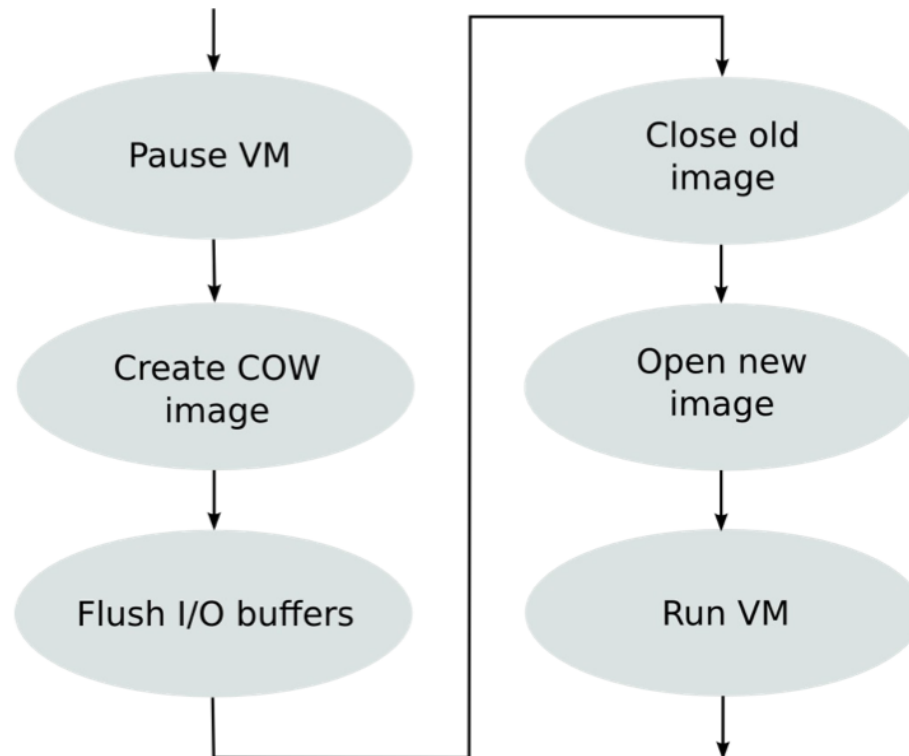 Pause VM
Create COW
image
Flush I/O buffers
Close old
image
Open new
image
Run VM